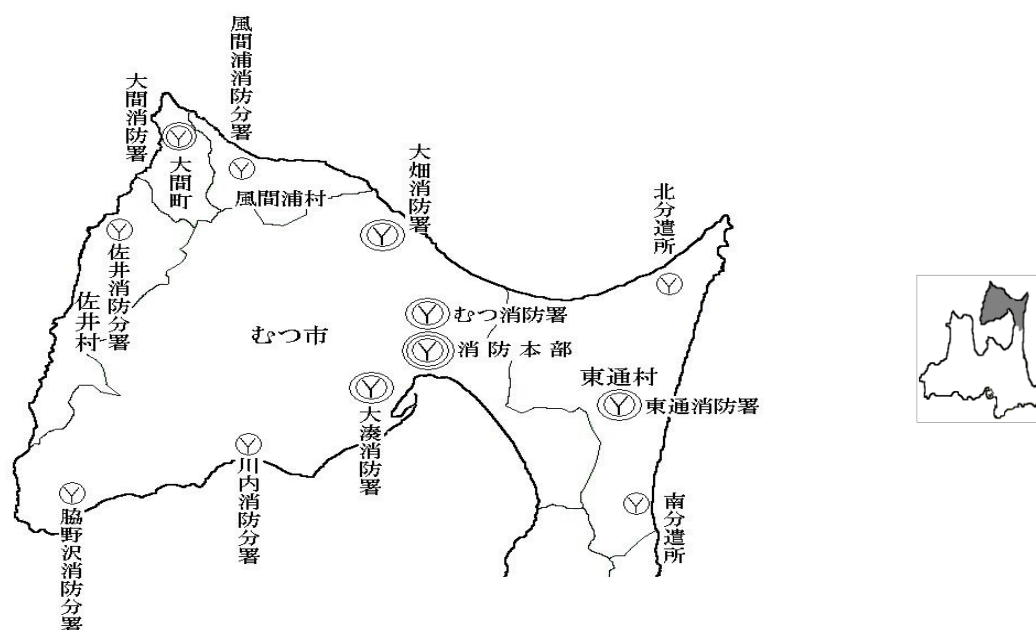 風間浦消防分署
大間消防署
大間町
風間浦村
大畑消防署
北分遣所
佐井消防分署
佐井村
むつ市
むつ消防署
消防本部
東通村
東通消防署
大湊消防署
川内消防分署
脇野沢消防分署
南分遣所